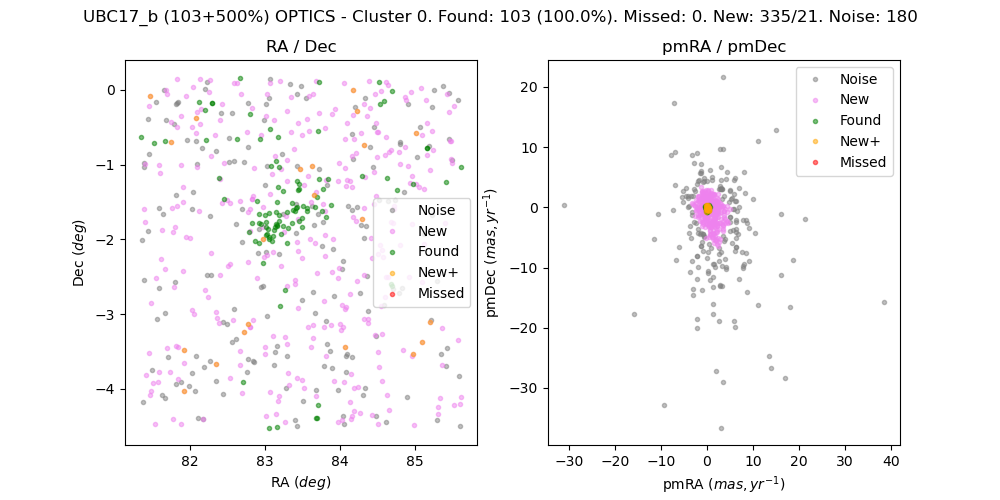 UBC17_b (103+500%) OPTICS - Cluster 0. Found: 103 (100.0%). Missed: 0. New: 335/21. Noise: 180
RA / Dec
0
−1
−2
−3
−4
Dec (deg)
82
83
84
85
RA (deg)
Noise
New
Found
New+
Missed
pmRA / pmDec
20
10
0
−10
−20
−30
pmDec (mas, yr⁻¹)
−30
−20
−10
0
10
20
30
40
pmRA (mas, yr⁻¹)
Noise
New
Found
New+
Missed